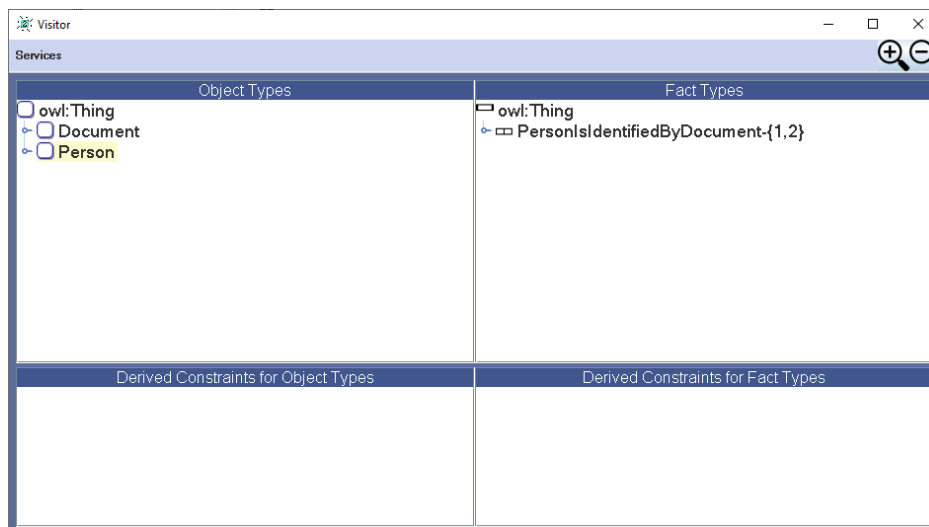 Visitor
Services
Object Types
owl:Thing
Document
Person
Fact Types
owl:Thing
PersonIsIdentifiedByDocument-{1,2}
Derived Constraints for Object Types
Derived Constraints for Fact Types